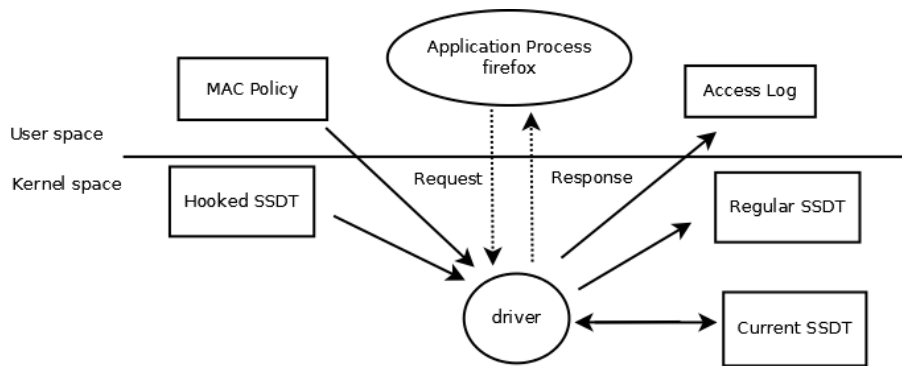 Application Process
firefox
MAC Policy
Access Log
User space
Kernel space
Request
Response
Hooked SSDT
Regular SSDT
driver
Current SSDT